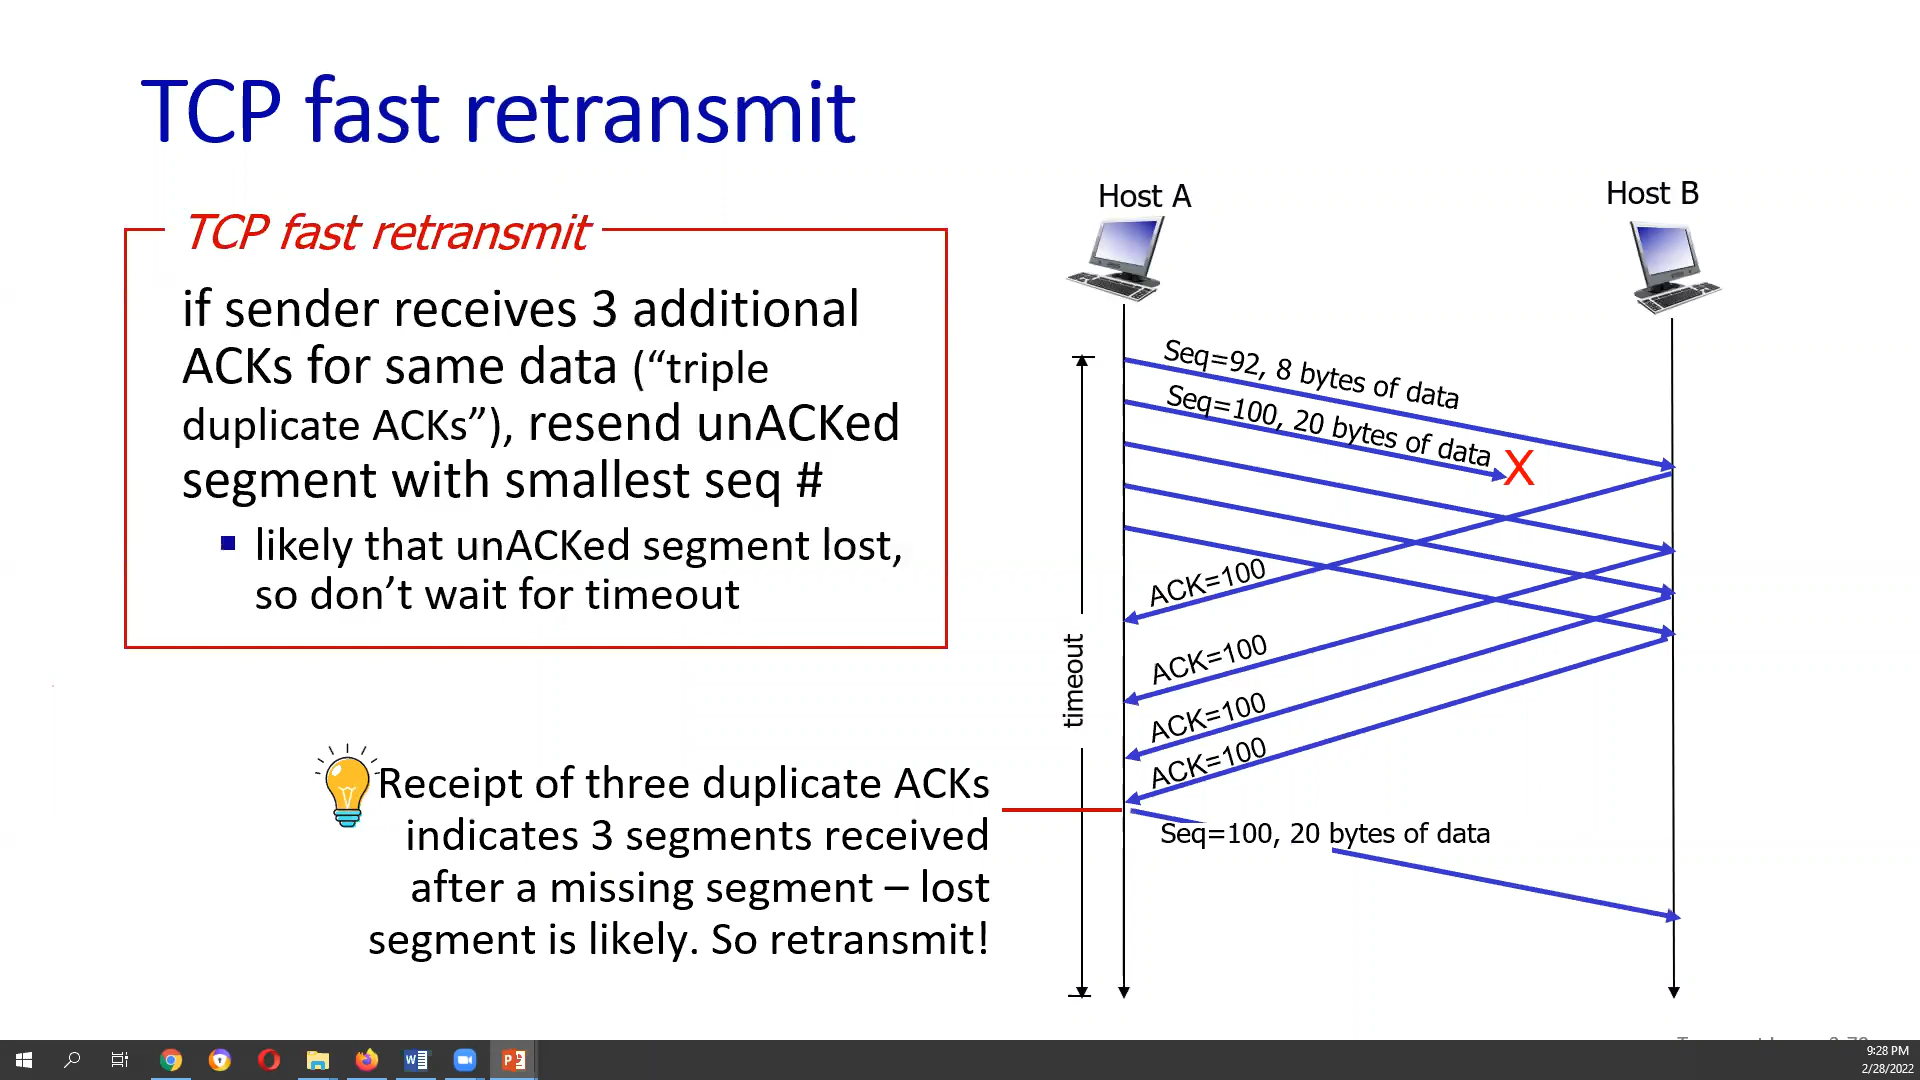 TCP fast retransmit
TCP fast retransmit
if sender receives 3 additional
ACKs for same data (“triple
duplicate ACKs”), resend unACKed
segment with smallest seq #
likely that unACKed segment lost,
so don’t wait for timeout
Receipt of three duplicate ACKs
indicates 3 segments received
after a missing segment – lost
segment is likely. So retransmit!
Host A
Host B
Seq=92, 8 bytes of data
Seq=100, 20 bytes of data
X
ACK=100
timeout
ACK=100
ACK=100
ACK=100
Seq=100, 20 bytes of data
9:28 PM
2/28/2022